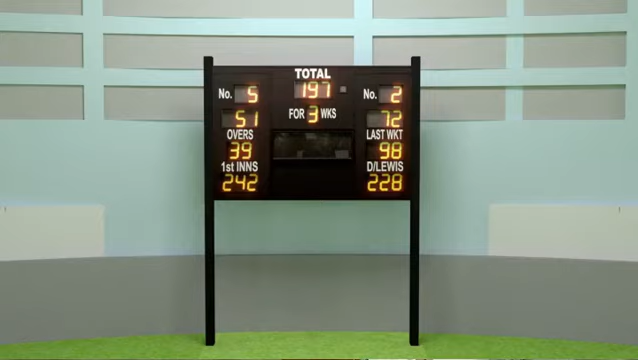 TOTAL
No. 5 197 No. 2
51 FOR 3 WKS 72
OVERS LAST WKT
39 98
1st INNS D/LEWIS
242 228